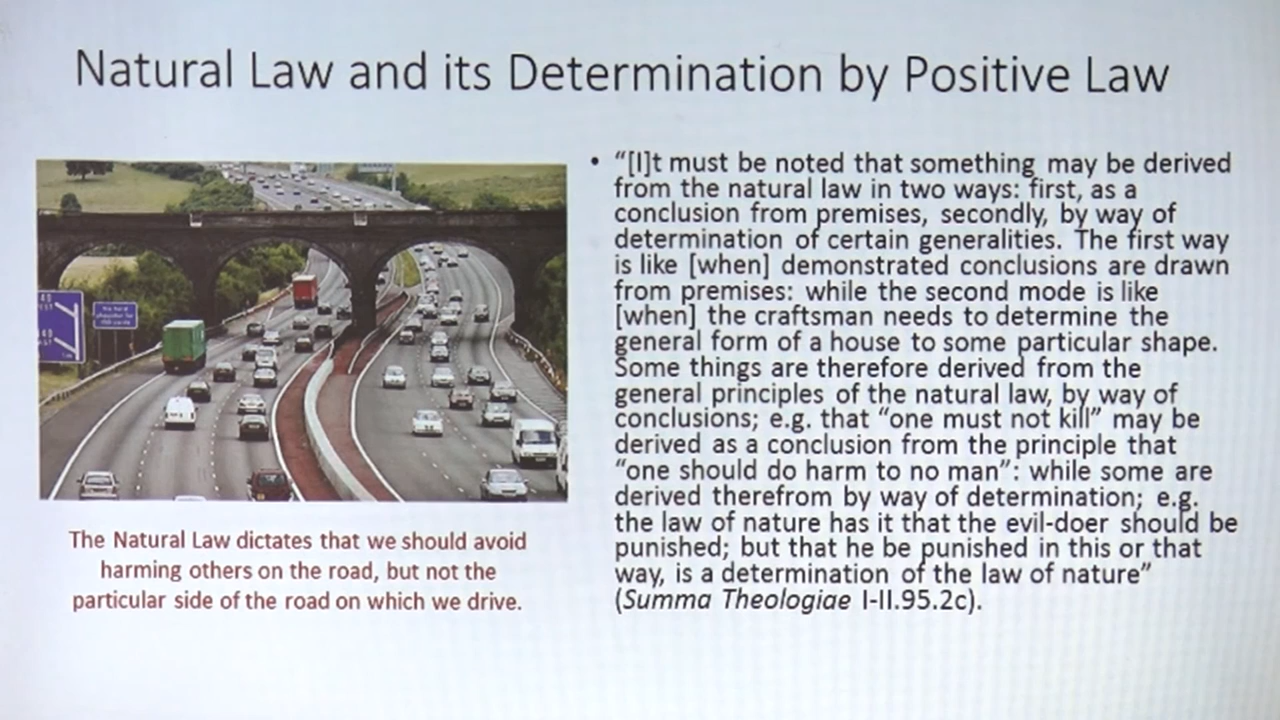 Natural Law and its Determination by Positive Law
• “[I]t must be noted that something may be derived
from the natural law in two ways: first, as a
conclusion from premises, secondly, by way of
determination of certain generalities. The first way
is like [when] demonstrated conclusions are drawn
from premises: while the second mode is like
[when] the craftsman needs to determine the
general form of a house to some particular shape.
Some things are therefore derived from the
general principles of the natural law, by way of
conclusions; e.g. that “one must not kill” may be
derived as a conclusion from the principle that
“one should do harm to no man”: while some are
derived therefrom by way of determination; e.g.
the law of nature has it that the evil-doer should be
punished; but that he be punished in this or that
way, is a determination of the law of nature”
(Summa Theologiae I-II.95.2c).
The Natural Law dictates that we should avoid
harming others on the road, but not the
particular side of the road on which we drive.